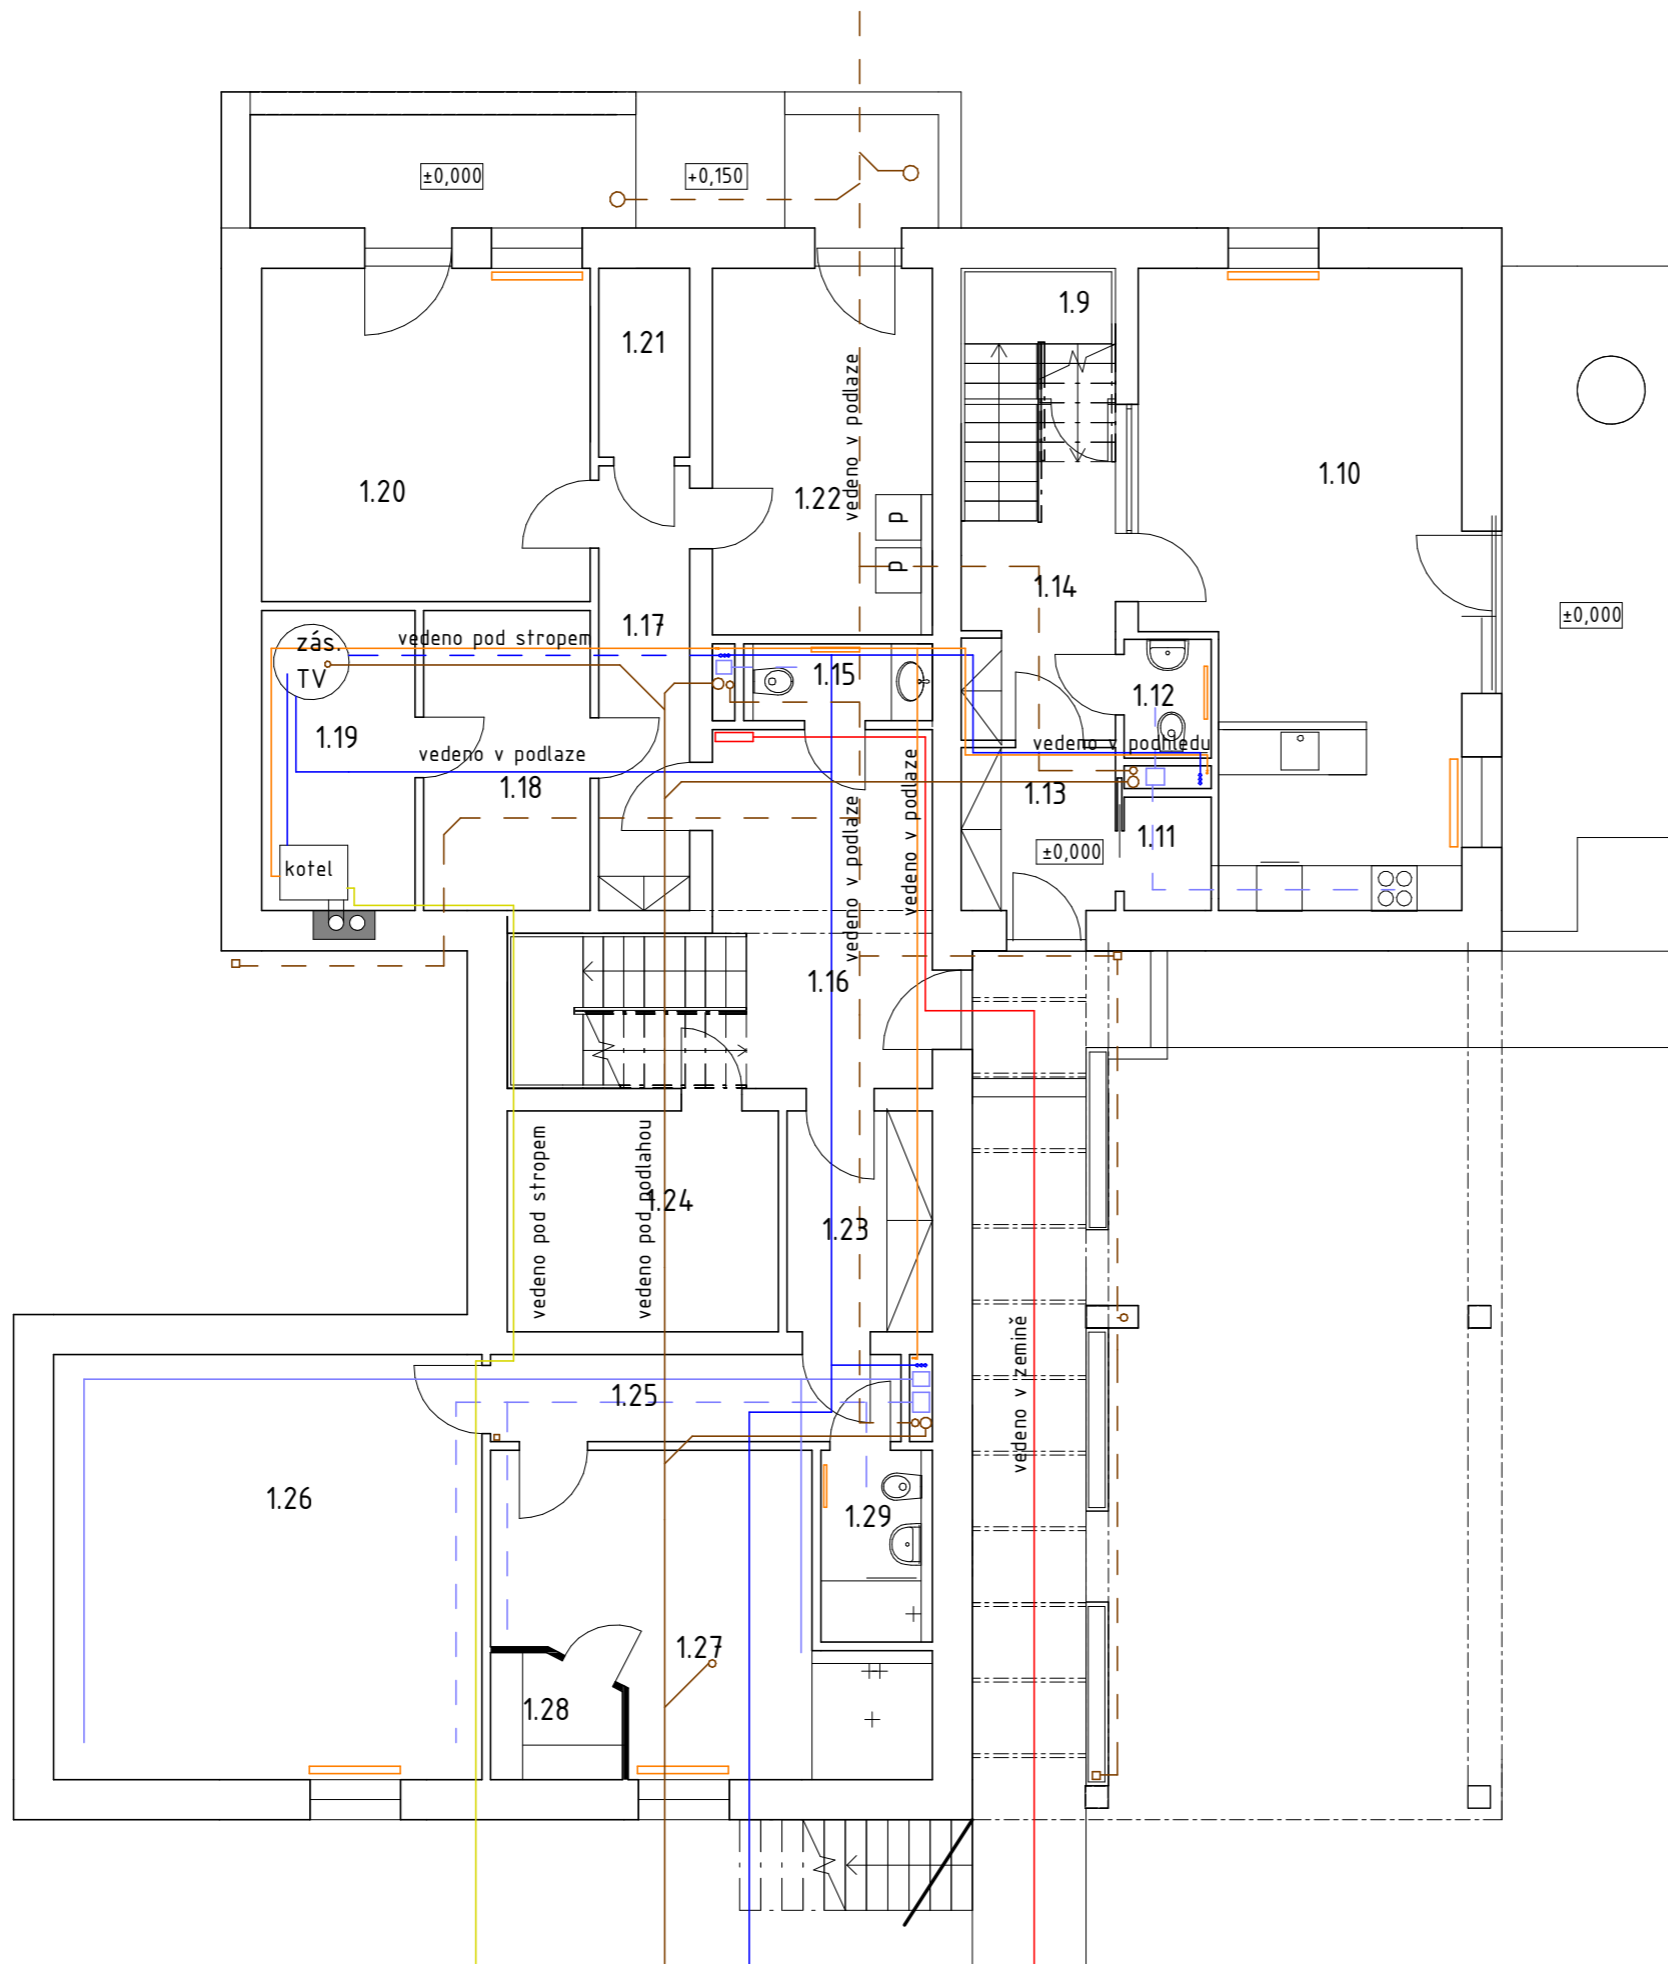 ±0,000
+0,150
1.9
1.21
vedeno v podlaze
1.10
1.20
1.22
p
p
1.14
±0,000
1.17
vedeno pod stropem
zás.
TV
1.15
1.12
1.19
vedeno v podlaze
vedeno v podhledu
1.18
1.13
vedeno v podlaze
vedeno v podlaze
1.11
±0,000
kotel
1.16
vedeno pod stropem
vedeno pod podlahou
1.24
1.23
vedeno v zemině
1.25
1.26
1.29
1.27
1.28